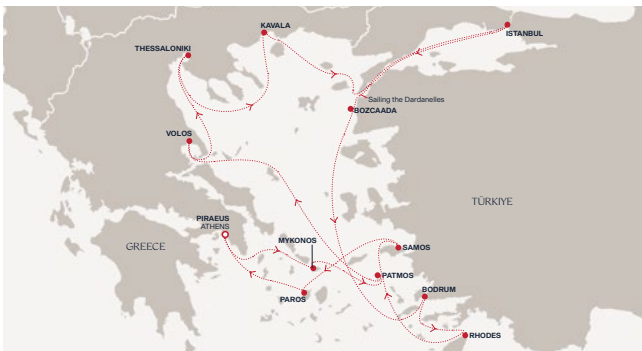 KAVALA
ISTANBUL
THESSALONIKI
Sailing the Dardanelles
BOZCAADA
VOLOS
TÜRKIYE
PIRAEUS
ATHENS
GREECE
MYKONOS
SAMOS
PATMOS
BODRUM
PAROS
RHODES